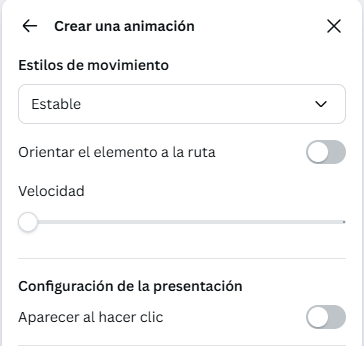 Crear una animación
Estilos de movimiento
Estable
Orientar el elemento a la ruta
Velocidad
Configuración de la presentación
Aparecer al hacer clic